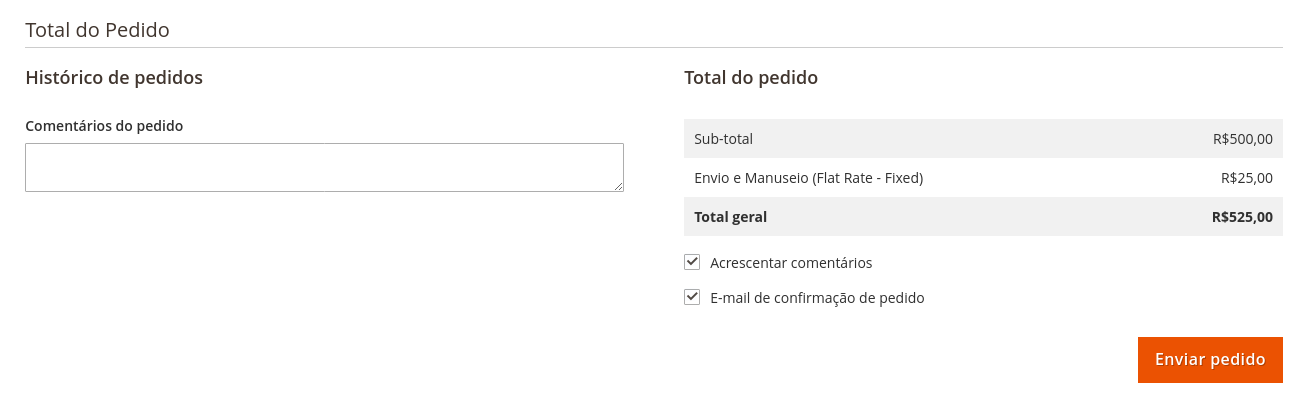 Total do Pedido
Histórico de pedidos
Comentários do pedido
Total do pedido
Sub-total R$500,00
Envio e Manuseio (Flat Rate - Fixed) R$25,00
Total geral R$525,00
Acrescentar comentários
E-mail de confirmação de pedido
Enviar pedido